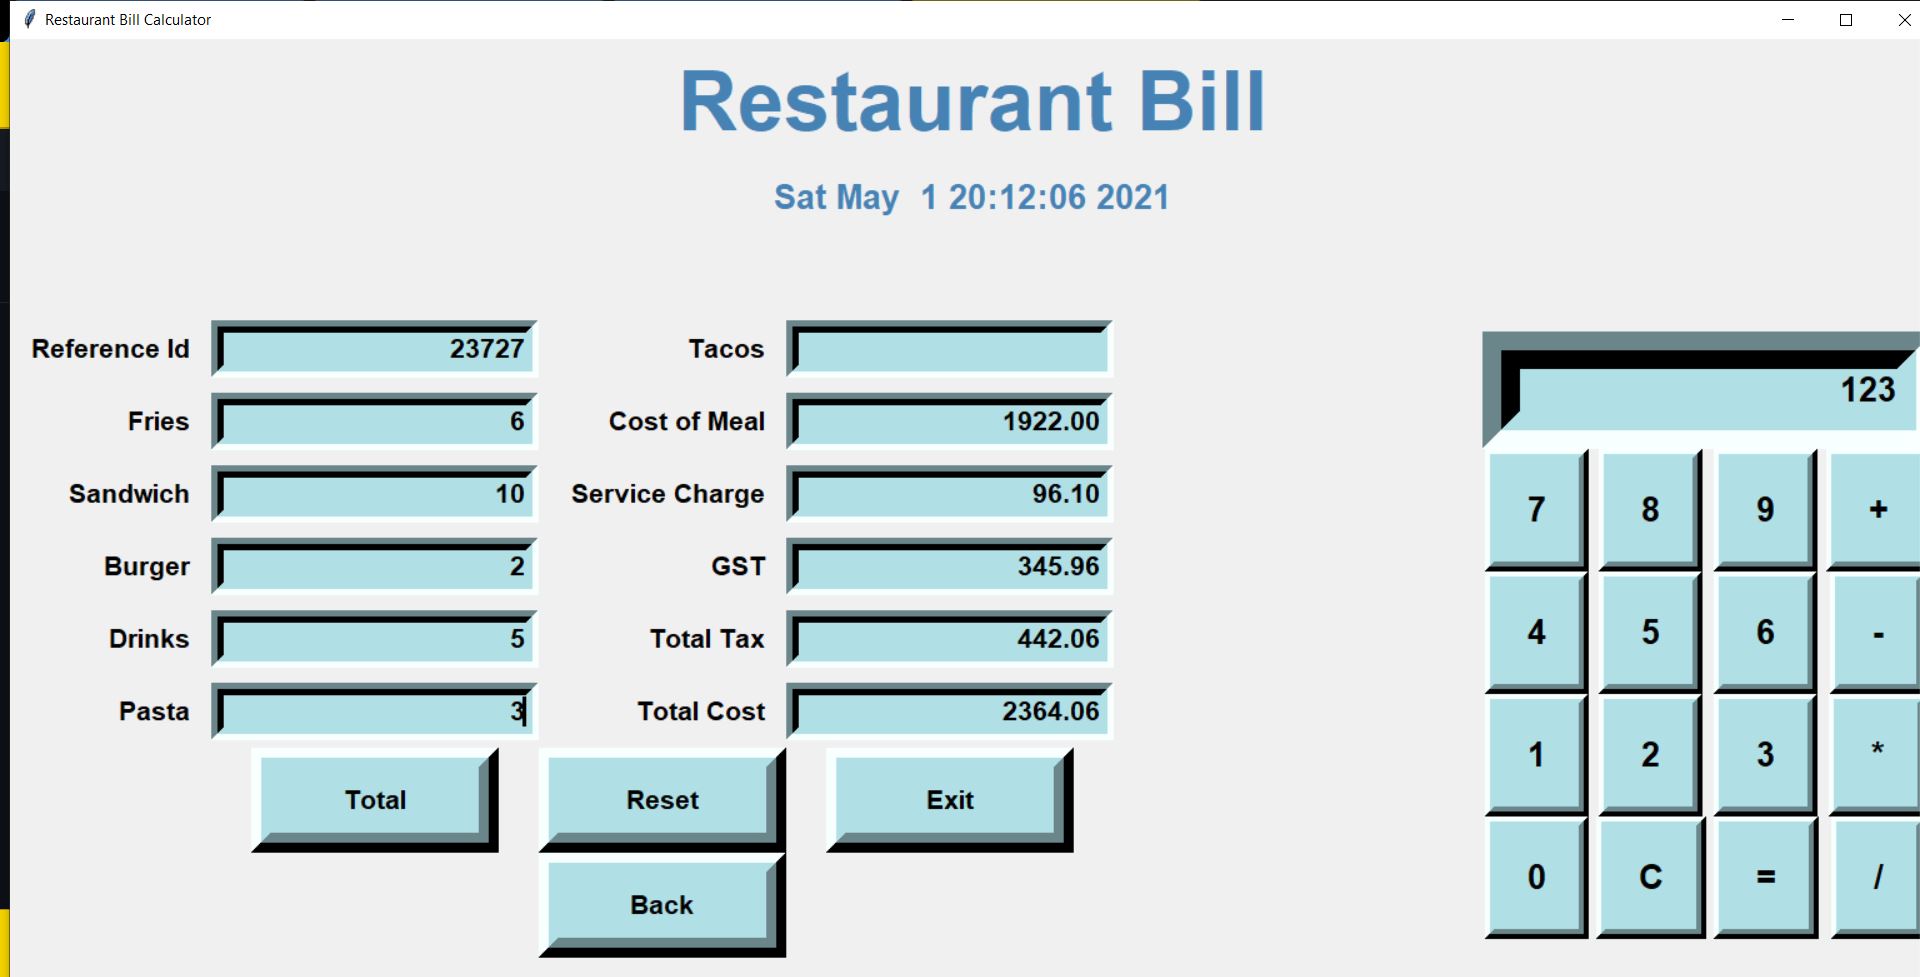 Restaurant Bill Calculator
Restaurant Bill
Sat May  1 20:12:06 2021
Reference Id 23727 Tacos
Fries 6 Cost of Meal 1922.00
Sandwich 10 Service Charge 96.10
Burger 2 GST 345.96
Drinks 5 Total Tax 442.06
Pasta 3 Total Cost 2364.06
Total Reset Exit
Back
123
7 8 9 +
4 5 6 -
1 2 3 *
0 C = /